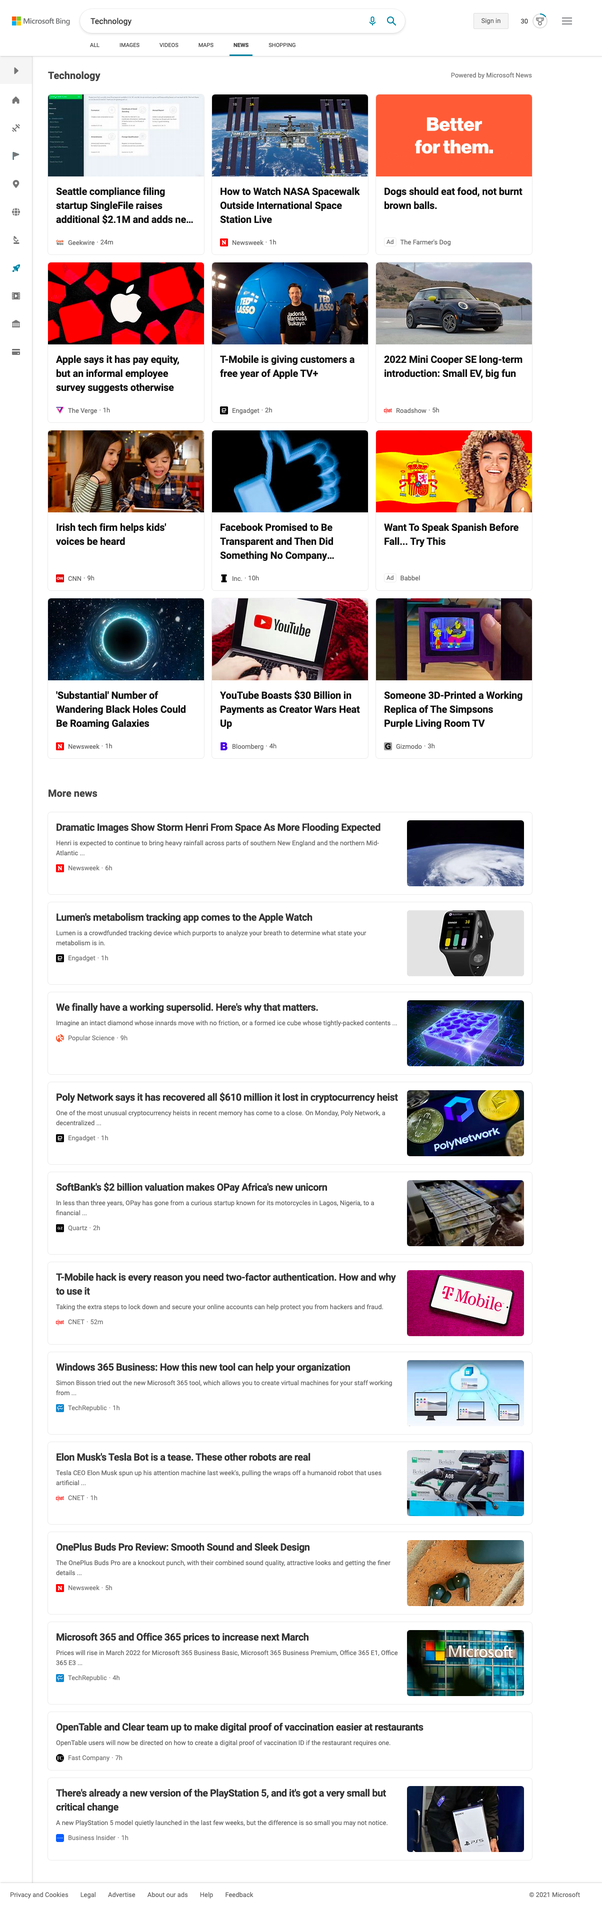 Microsoft Bing
Technology
Sign in
30
ALL
IMAGES
VIDEOS
MAPS
NEWS
SHOPPING
Technology
Powered by Microsoft News
Seattle compliance filing
startup SingleFile raises
additional $2.1M and adds ne...
Geekwire · 24m
How to Watch NASA Spacewalk
Outside International Space
Station Live
Newsweek · 1h
Better
for them.
Dogs should eat food, not burnt
brown balls.
Ad The Farmer's Dog
Apple says it has pay equity,
but an informal employee
survey suggests otherwise
The Verge · 1h
TED
LASSO
TED
LASSO
Jadon&
Marcus&
Bukayo.
T-Mobile is giving customers a
free year of Apple TV+
Engadget · 2h
2022 Mini Cooper SE long-term
introduction: Small EV, big fun
Roadshow · 5h
Irish tech firm helps kids'
voices be heard
CNN · 9h
Facebook Promised to Be
Transparent and Then Did
Something No Company...
Inc. · 10h
Want To Speak Spanish Before
Fall... Try This
Ad Babbel
'Substantial' Number of
Wandering Black Holes Could
Be Roaming Galaxies
Newsweek · 1h
YouTube
YouTube Boasts $30 Billion in
Payments as Creator Wars Heat
Up
Bloomberg · 4h
Someone 3D-Printed a Working
Replica of The Simpsons
Purple Living Room TV
Gizmodo · 3h
More news
Dramatic Images Show Storm Henri From Space As More Flooding Expected
Henri is expected to continue to bring heavy rainfall across parts of southern New England and the northern Mid-
Atlantic ...
Newsweek · 6h
Lumen's metabolism tracking app comes to the Apple Watch
Lumen is a crowdfunded tracking device which purports to analyze your breath to determine what state your
metabolism is in.
Engadget · 1h
We finally have a working supersolid. Here's why that matters.
Imagine an intact diamond whose innards move with no friction, or a formed ice cube whose tightly-packed contents ...
Popular Science · 9h
Poly Network says it has recovered all $610 million it lost in cryptocurrency heist
One of the most unusual cryptocurrency heists in recent memory has come to a close. On Monday, Poly Network, a
decentralized ...
Engadget · 1h
PolyNetwork
SoftBank's $2 billion valuation makes OPay Africa's new unicorn
In less than three years, OPay has gone from a curious startup known for its motorcycles in Lagos, Nigeria, to a
financial ...
Quartz · 2h
T-Mobile hack is every reason you need two-factor authentication. How and why
to use it
Taking the extra steps to lock down and secure your online accounts can help protect you from hackers and fraud.
CNET · 52m
T Mobile
Windows 365 Business: How this new tool can help your organization
Simon Bisson tried out the new Microsoft 365 tool, which allows you to create virtual machines for your staff working
from ...
TechRepublic · 1h
Elon Musk's Tesla Bot is a tease. These other robots are real
Tesla CEO Elon Musk spun up his attention machine last week's, pulling the wraps off a humanoid robot that uses
artificial ...
CNET · 1h
OnePlus Buds Pro Review: Smooth Sound and Sleek Design
The OnePlus Buds Pro are a knockout punch, with their combined sound quality, attractive looks and getting the finer
details ...
Newsweek · 5h
Microsoft 365 and Office 365 prices to increase next March
Prices will rise in March 2022 for Microsoft 365 Business Basic, Microsoft 365 Business Premium, Office 365 E1, Office
365 E3 ...
TechRepublic · 4h
Microsoft
OpenTable and Clear team up to make digital proof of vaccination easier at restaurants
OpenTable users will now be directed on how to create a digital proof of vaccination ID if the restaurant requires one.
Fast Company · 7h
There's already a new version of the PlayStation 5, and it's got a very small but
critical change
A new PlayStation 5 model quietly launched in the last few weeks, but the difference is so small you may not notice.
Business Insider · 1h
PS5
Privacy and Cookies
Legal
Advertise
About our ads
Help
Feedback
© 2021 Microsoft